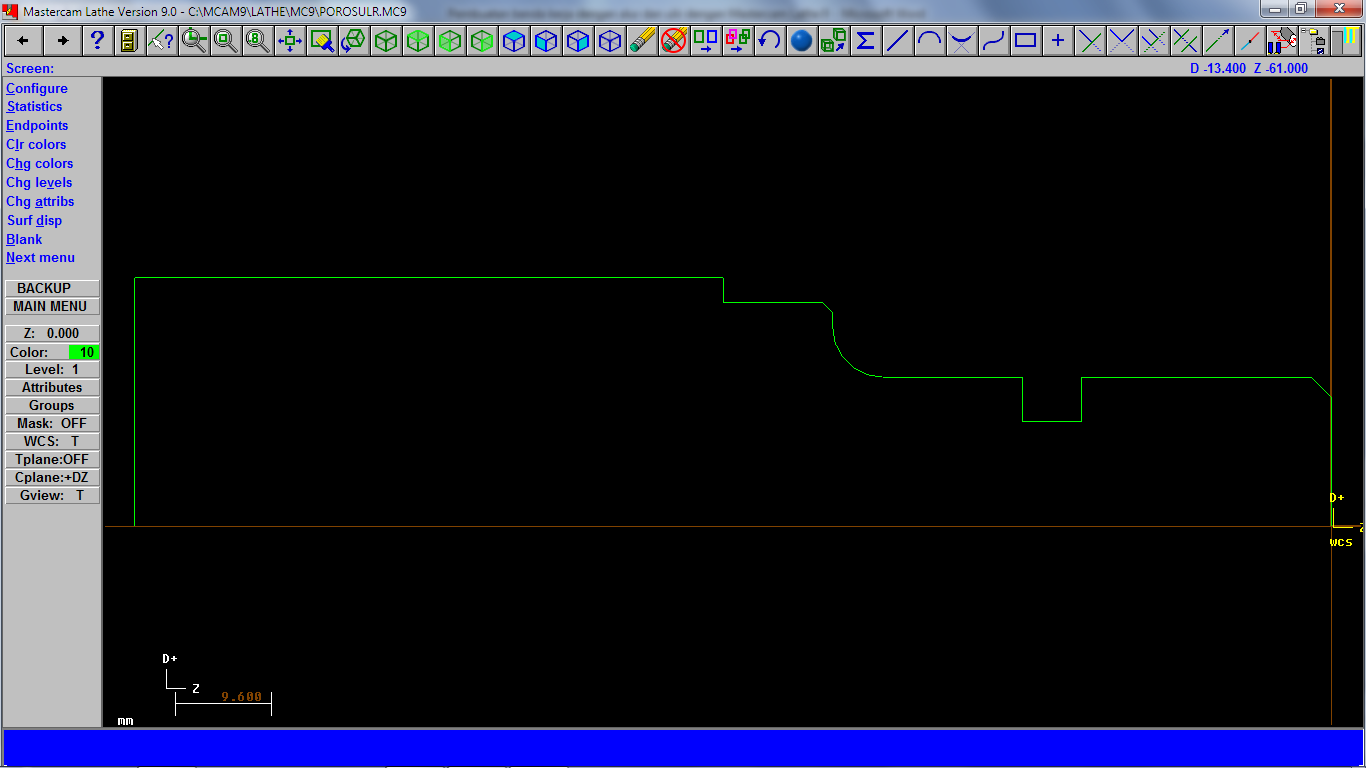 Mastercam Lathe Version 9.0 - C:\MCAM9\LATHE\MC9\POROSULR.MC9
Screen:
D -13.400 Z -61.000
Configure
Statistics
Endpoints
Clr colors
Chg colors
Chg levels
Chg attribs
Surf disp
Blank
Next menu
BACKUP
MAIN MENU
Z: 0.000
Color: 10
Level: 1
Attributes
Groups
Mask: OFF
WCS: T
Tplane:OFF
Cplane:+DZ
Gview: T
D+
Z
WCS
D+
Z
9.600
mm